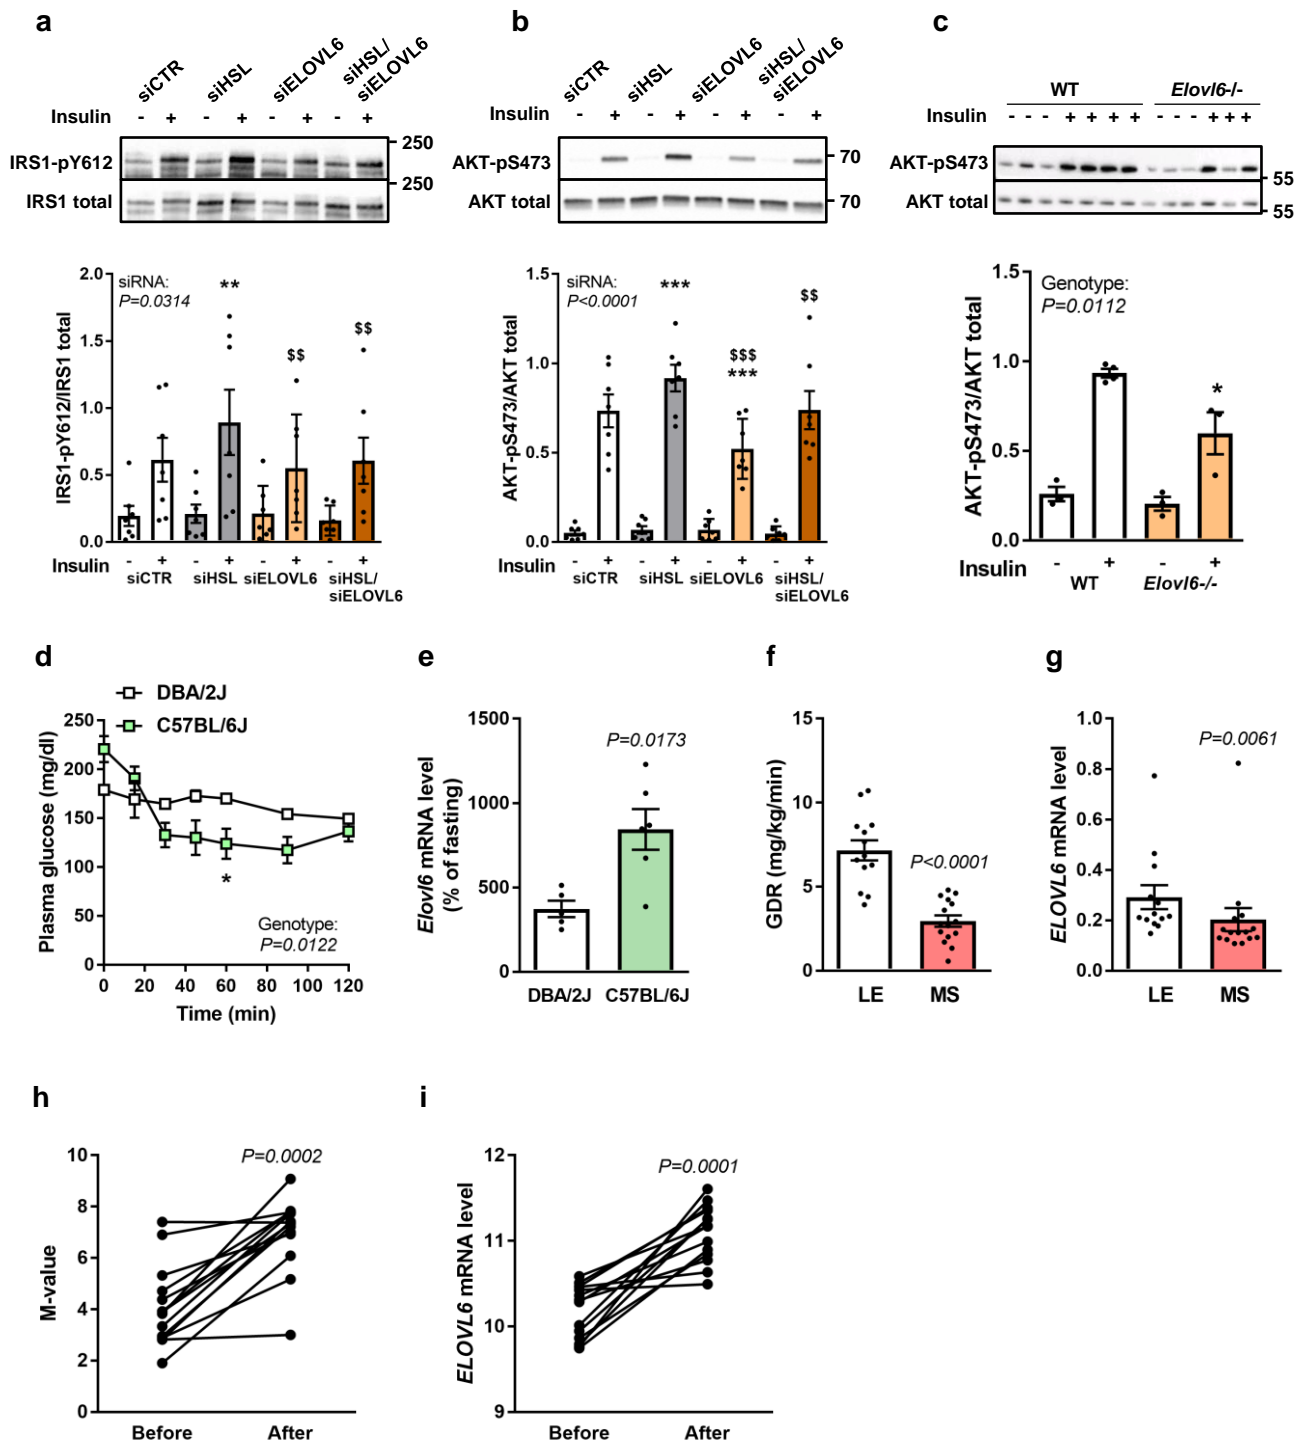 a
siCTR
siHSL
siELOVL6
siHSL/
siELOVL6
Insulin - + - + - + - +
IRS1-pY612
250
IRS1 total
250
IRS1-pY612/IRS1 total
2.0
1.5
1.0
0.5
0.0
siRNA:
P=0.0314
**
$$
$$
Insulin - + - + - + - +
siCTR siHSL siELOVL6 siHSL/
siELOVL6
b
siCTR
siHSL
siELOVL6
siHSL/
siELOVL6
Insulin - + - + - + - +
AKT-pS473
70
AKT total
70
AKT-pS473/AKT total
1.5
1.0
0.5
0.0
siRNA:
P<0.0001
***
$$$
***
$$
Insulin - + - + - + - +
siCTR siHSL siELOVL6 siHSL/
siELOVL6
c
WT Elovl6-/-
Insulin - - - + + + + - - - + + +
AKT-pS473
55
AKT total
55
AKT-pS473/AKT total
1.5
1.0
0.5
0.0
Genotype:
P=0.0112
*
Insulin - + - +
WT Elovl6-/-
d
DBA/2J
C57BL/6J
Plasma glucose (mg/dl)
250
200
150
100
50
0
*
Genotype:
P=0.0122
0 20 40 60 80 100 120
Time (min)
e
Elovl6 mRNA level
(% of fasting)
1500
1000
500
0
P=0.0173
DBA/2J C57BL/6J
f
GDR (mg/kg/min)
15
10
5
0
P<0.0001
LE MS
g
ELOVL6 mRNA level
1.0
0.8
0.6
0.4
0.2
0.0
P=0.0061
LE MS
h
M-value
10
8
6
4
2
0
P=0.0002
Before After
i
ELOVL6 mRNA level
12
11
10
9
P=0.0001
Before After